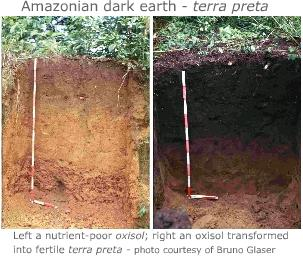 Amazonian dark earth - terra preta
Left a nutrient-poor oxisol; right an oxisol transformed
into fertile terra preta - photo courtesy of Bruno Glaser